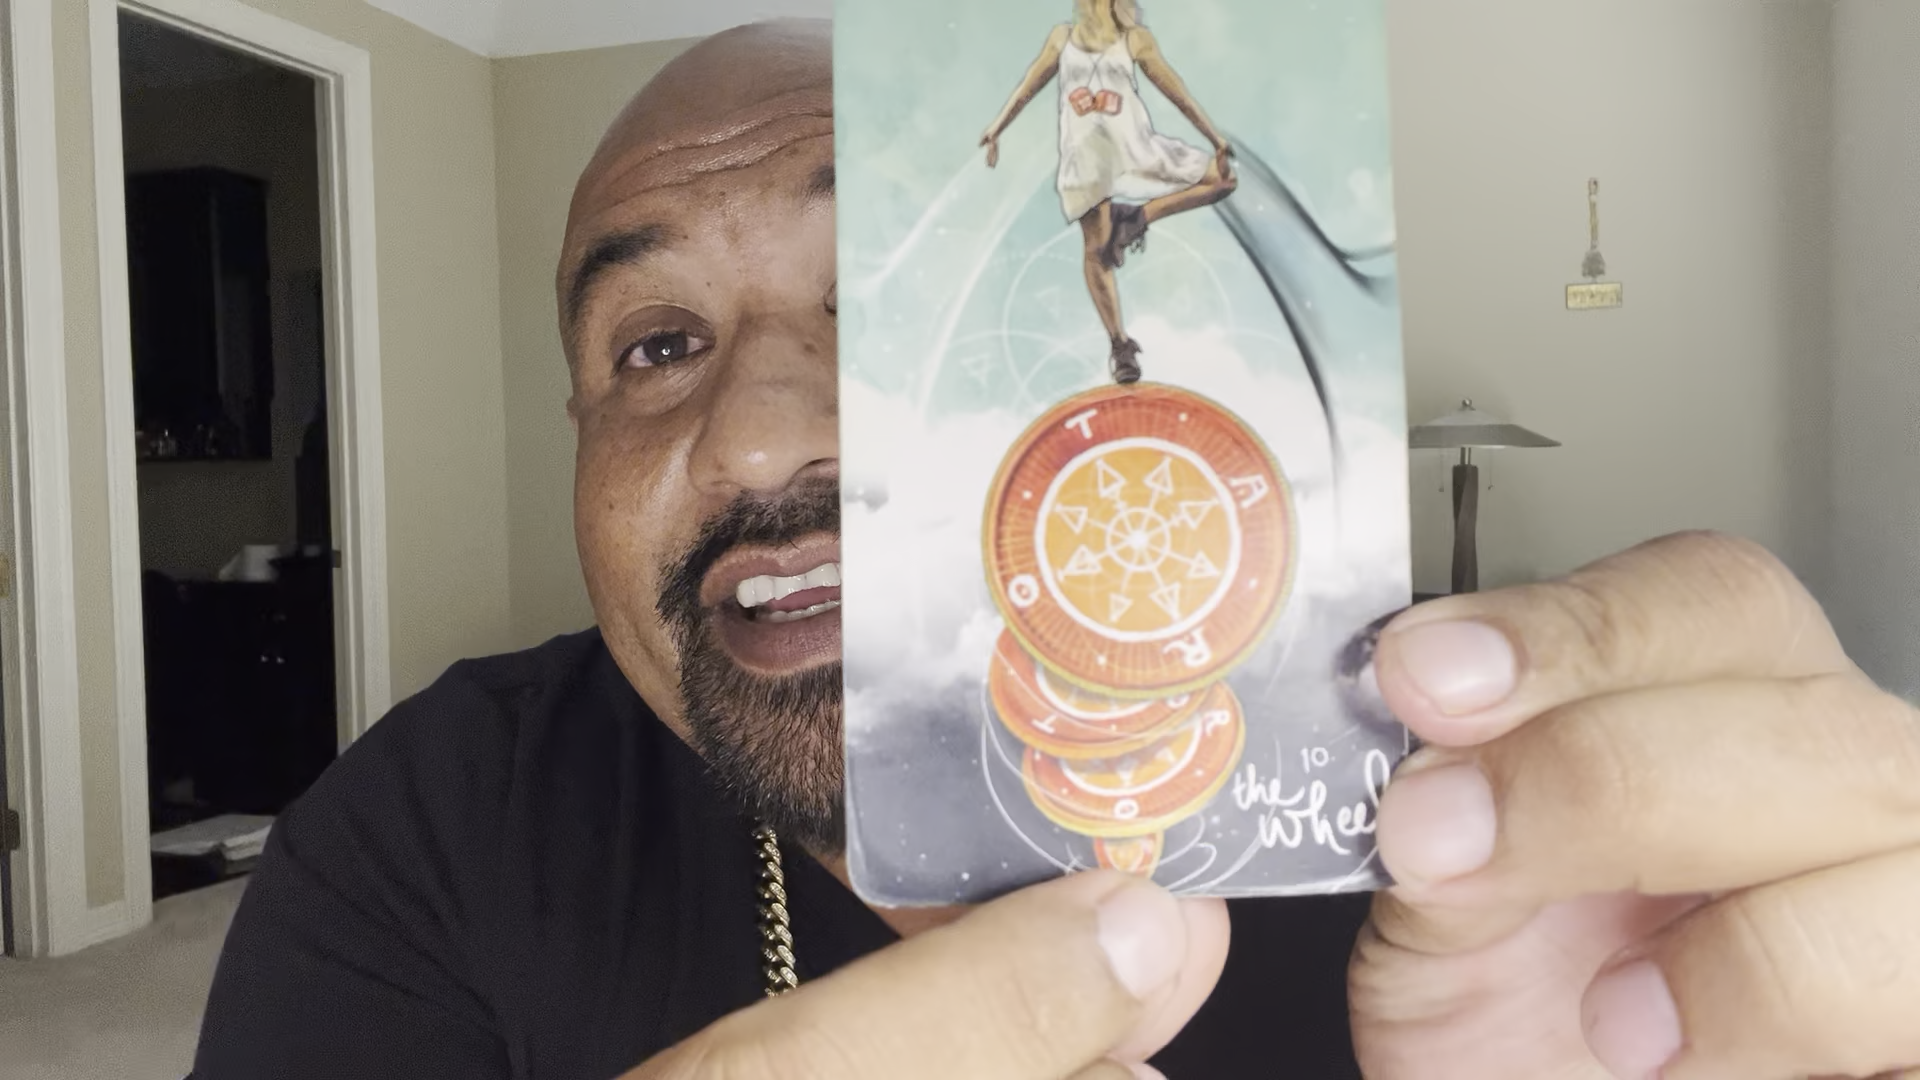 T A R O
T O R
O
10.
the
wheel